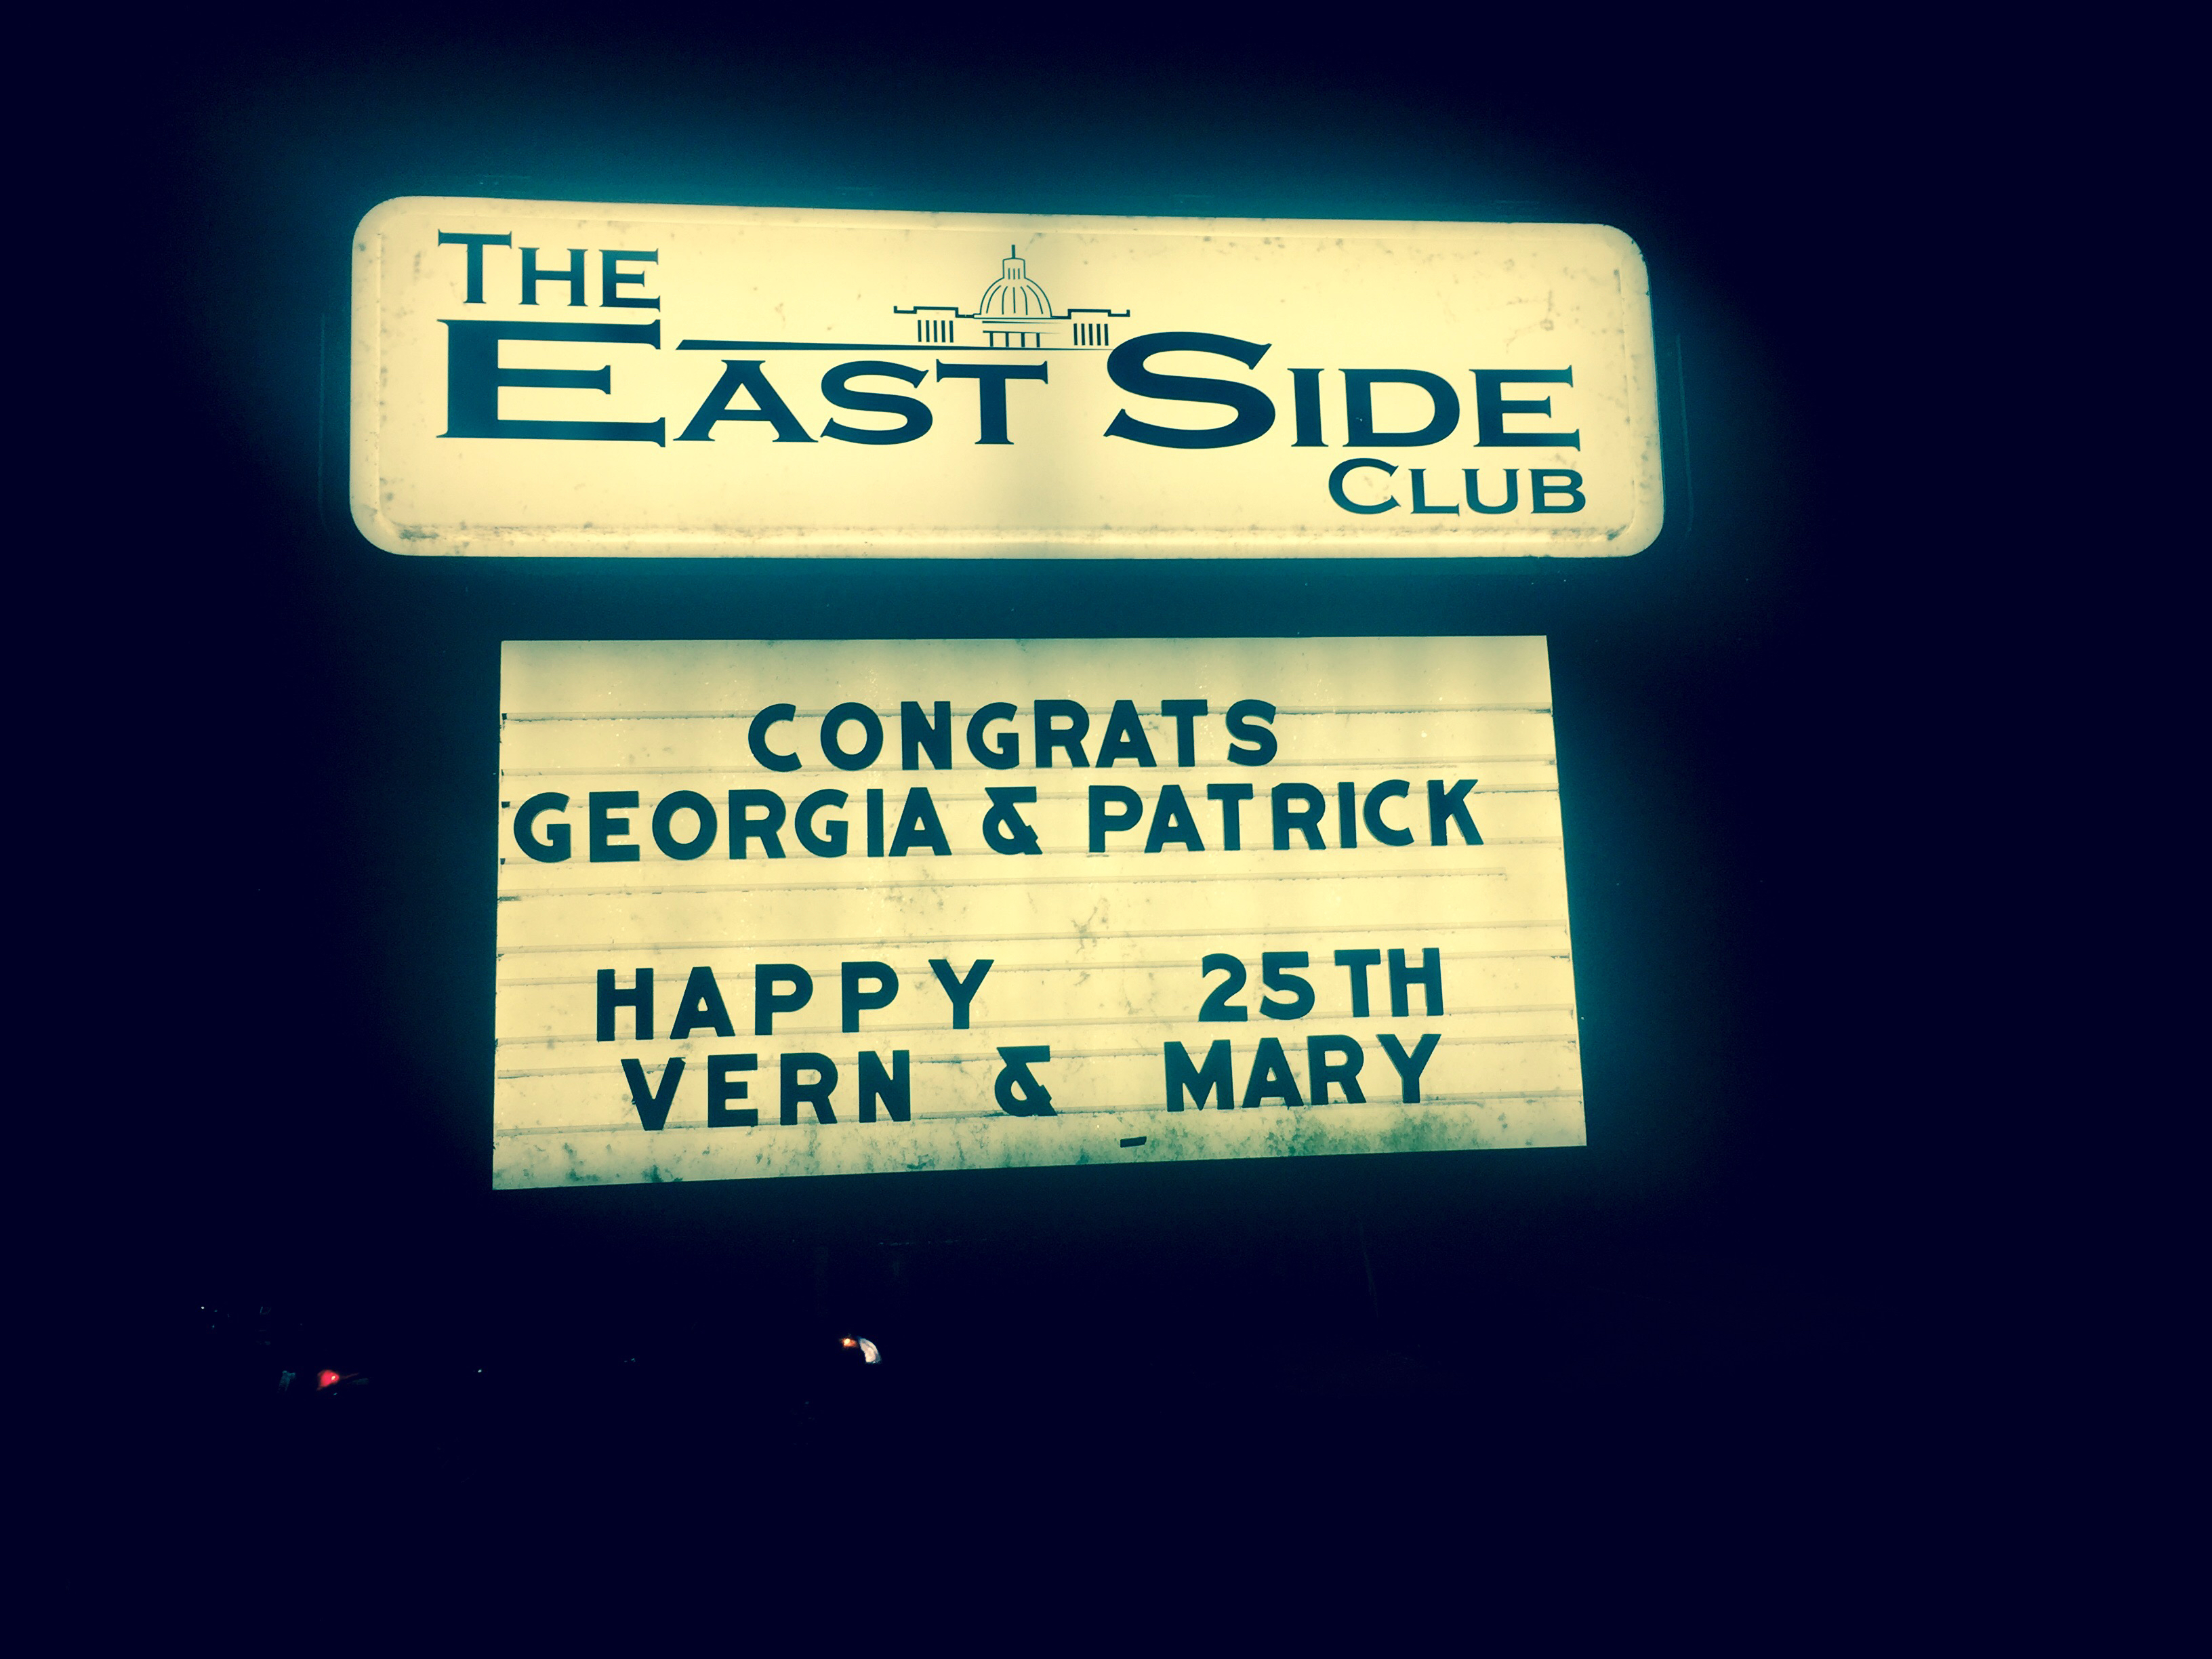 THE
EAST SIDE
CLUB
CONGRATS
GEORGIA & PATRICK
HAPPY 25TH
VERN & MARY